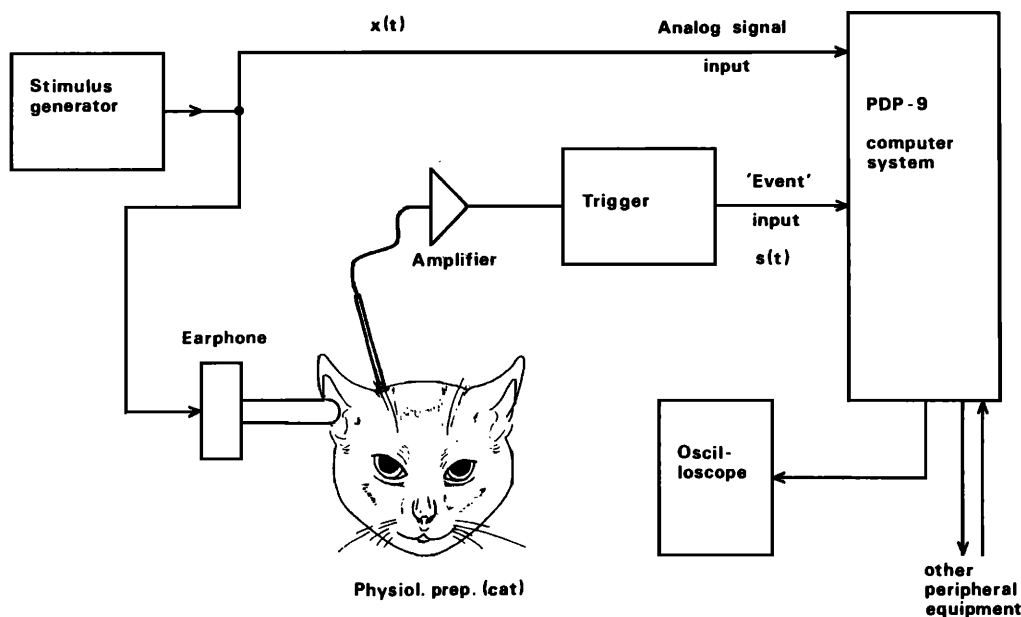 x(t)
Analog signal
input
Stimulus
generator
PDP-9
computer
system
Trigger
'Event'
input
s(t)
Amplifier
Earphone
Oscil-
loscope
Physiol. prep. (cat)
other
peripheral
equipment